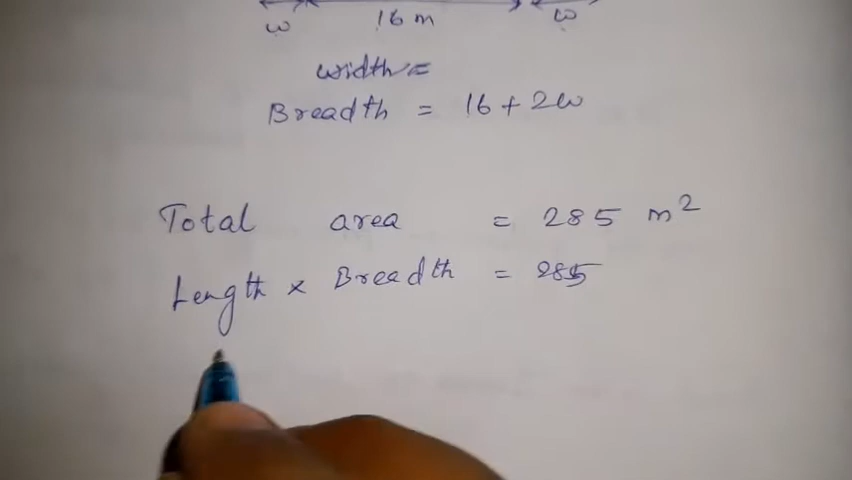 w 16 m w
width=
Breadth = 16 + 2w
Total area = 285 m²
Length × Breadth = 285